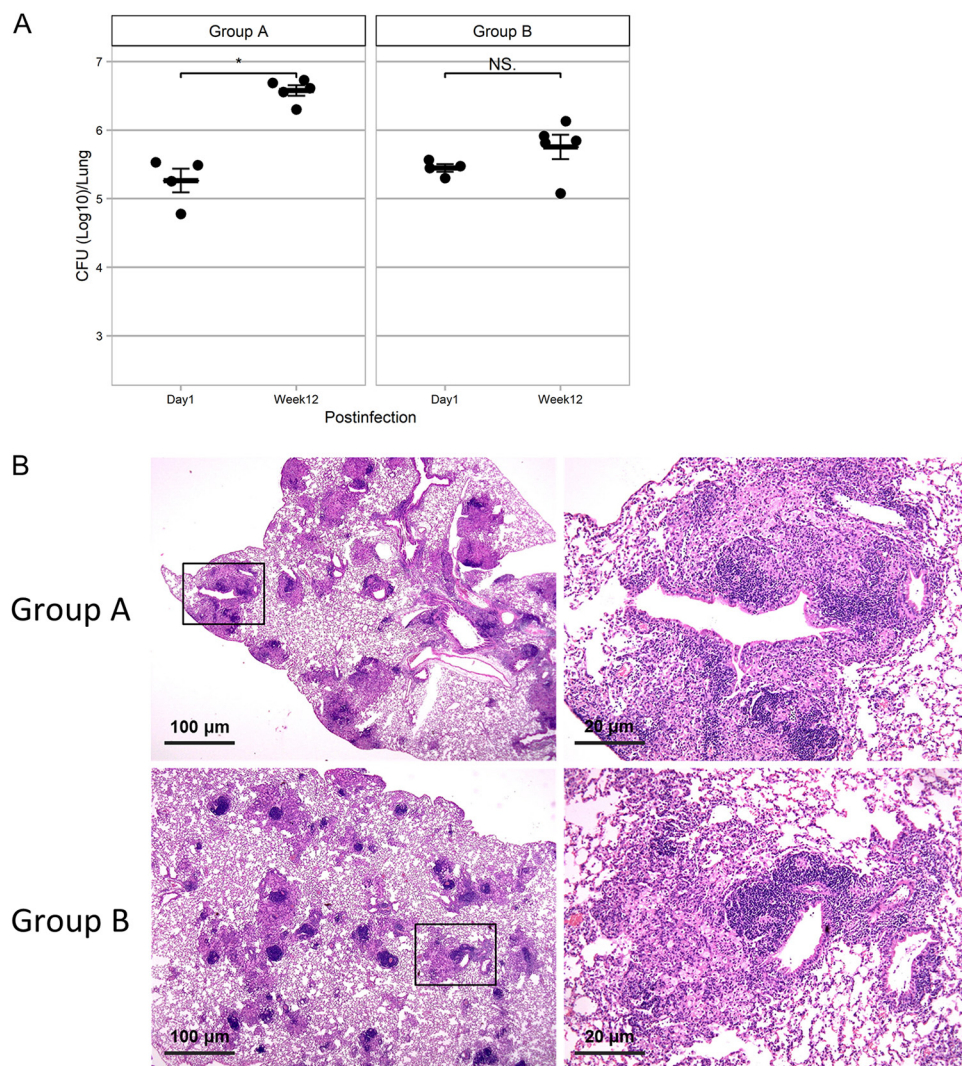 A
Group A
Group B
7
6
5
4
3
CFU (Log10)/Lung
*
NS.
Day1
Week12
Day1
Week12
Postinfection
B
Group A
100 µm
20 µm
Group B
100 µm
20 µm